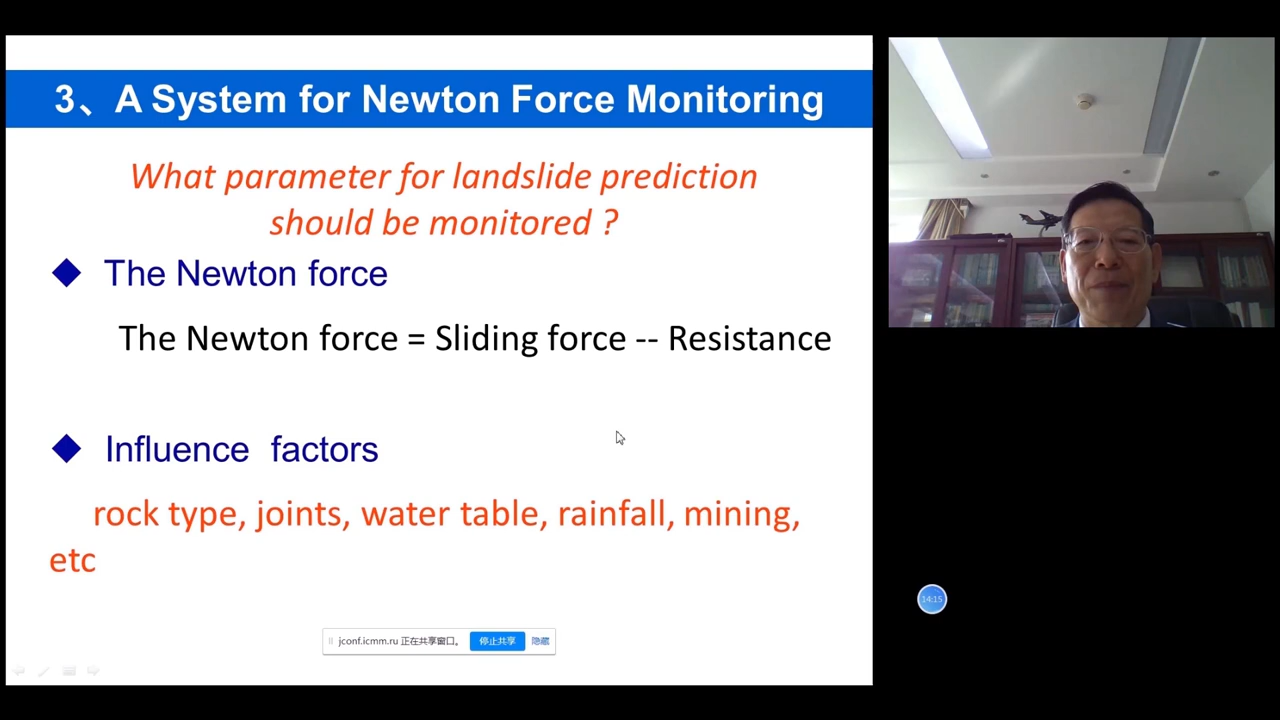 3、A System for Newton Force Monitoring
What parameter for landslide prediction
should be monitored ?
The Newton force
The Newton force = Sliding force -- Resistance
Influence factors
rock type, joints, water table, rainfall, mining,
etc
jconf.icmm.ru 正在共享窗口。 停止共享 隐藏
14:15